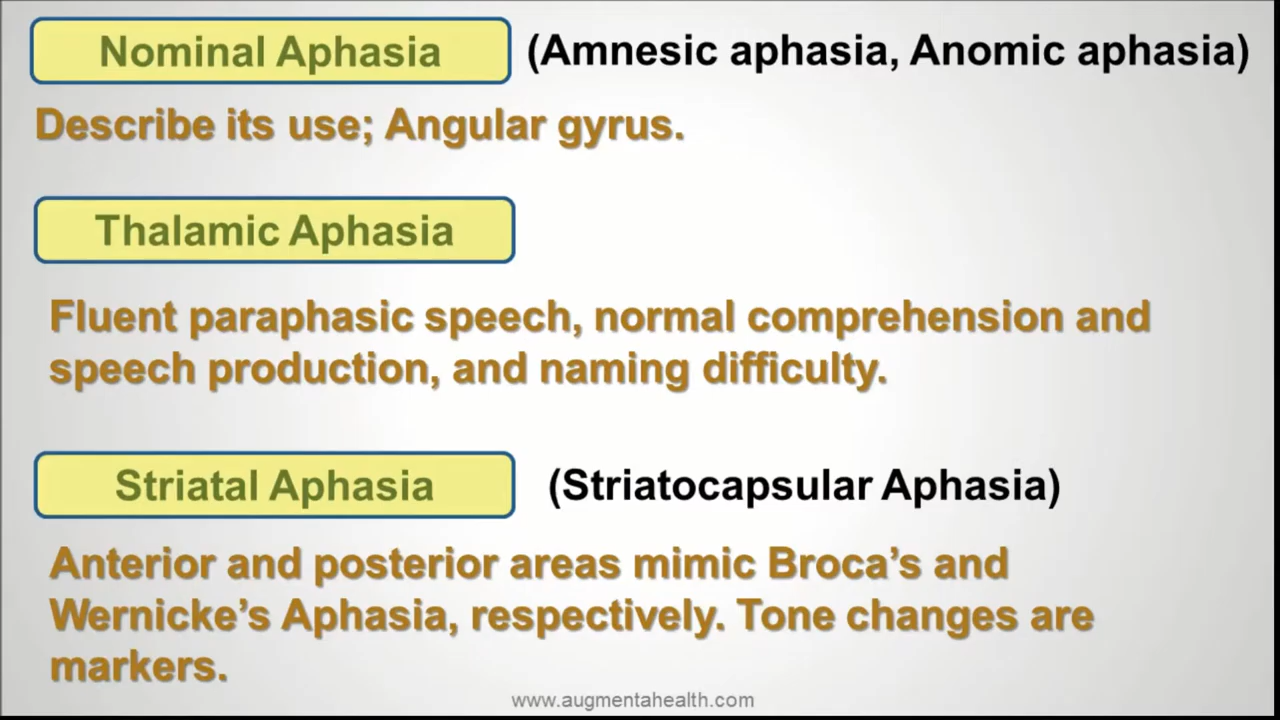 Nominal Aphasia (Amnesic aphasia, Anomic aphasia)
Describe its use; Angular gyrus.
Thalamic Aphasia
Fluent paraphasic speech, normal comprehension and
speech production, and naming difficulty.
Striatal Aphasia (Striatocapsular Aphasia)
Anterior and posterior areas mimic Broca’s and
Wernicke’s Aphasia, respectively. Tone changes are
markers.
www.augmentahealth.com